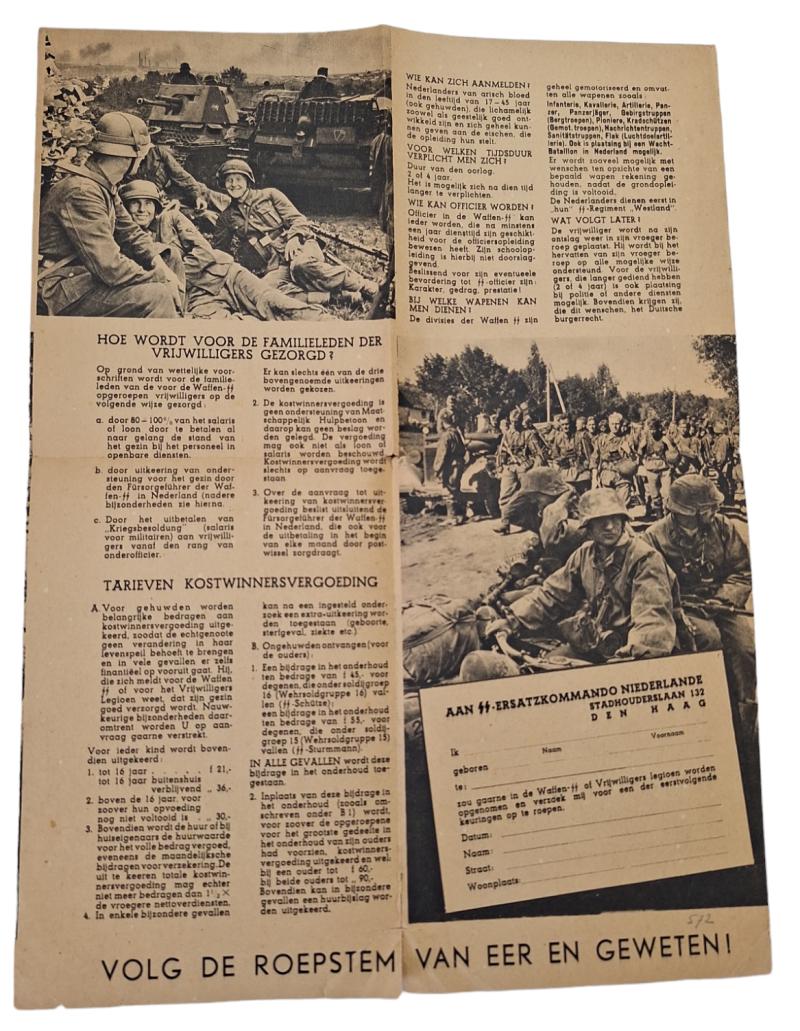 WIE KAN ZICH AANMELDEN?
Nederlanders van arisch bloed
in den leeftijd van 17–45 jaar
(ook gehuwden), die lichamelijk
zoowel als geestelijk goed ont-
wikkeld zijn en zich geheel kun-
nen geven aan de eischen, die
de opleiding hun stelt.
VOOR WELKEN TIJDSDUUR
VERPLICHT MEN ZICH?
Duur van den oorlog.
2 of 4 jaar.
Het is mogelijk zich na dien tijd
langer te verplichten.
WIE KAN OFFICIER WORDEN?
Officier in de Waffen-ᛋᛋ kan
ieder worden, die na minstens
een jaar diensttijd zijn geschikt-
heid voor de officiersopleiding
bewezen heeft. Zijn schoolop-
leiding is hierbij niet doorslag-
gevend.
Beslissend voor zijn eventueele
bevordering tot ᛋᛋ-officier zijn:
Karakter, gedrag, prestatie!
BIJ WELKE WAPENEN KAN
MEN DIENEN?
De divisies der Waffen ᛋᛋ zijn
geheel gemotoriseerd en omvat-
ten alle wapenen zooals:
Infanterie, Kavallerie, Artillerie, Pan-
zer, Panzerjäger, Gebirgstruppen
(Bergtroepen), Pioniere, Kradschützen
(Gemot. troepen), Nachrichtentruppen,
Sanitätstruppen, Flak (Luchtdoelartil-
lerie). Ook is plaatsing bij een Wacht-
Bataillon in Nederland mogelijk.
Er wordt zooveel mogelijk met
wenschen ten opzichte van een
bepaald wapen rekening ge-
houden, nadat de grondoplei-
ding is voltooid.
De Nederlanders dienen eerst in
„hun" ᛋᛋ-Regiment „Westland".
WAT VOLGT LATER?
De vrijwilliger wordt na zijn
ontslag weer in zijn vroeger be-
roep geplaatst. Hij wordt bij het
hervatten van zijn vroeger be-
roep op alle mogelijke wijze
ondersteund. Voor de vrijwilli-
gers, die langer gediend hebben
(2 of 4 jaar) is ook plaatsing
bij politie of andere diensten
mogelijk. Bovendien krijgen zij,
die dit wenschen, het Duitsche
burgerrecht.
HOE WORDT VOOR DE FAMILIELEDEN DER
VRIJWILLIGERS GEZORGD?
Op grond van wettelijke voor-
schriften wordt voor de familie-
leden van de voor de Waffen-ᛋᛋ
opgeroepen vrijwilligers op de
volgende wijze gezorgd:
a. door 80–100% van het salaris
of loon door te betalen al
naar gelang de stand van
het gezin bij het personeel in
openbare diensten.
b. door uitkeering van onder-
steuning voor het gezin door
den Fürsorgeführer der Waf-
fen-ᛋᛋ in Nederland (nadere
bijzonderheden zie hierna.
c. Door het uitbetalen van
„Kriegsbesoldung" (salaris
voor militairen) aan vrijwilli-
gers vanaf den rang van
onderofficier.
Er kan slechts één van de drie
bovengenoemde uitkeeringen
worden gekozen.
2. De kostwinnersvergoeding is
geen ondersteuning van Maat-
schappelijk Hulpbetoon en
daarop kan geen beslag wor-
den gelegd. De vergoeding
mag ook niet als loon of
salaris worden beschouwd.
Kostwinnersvergoeding wordt
slechts op aanvraag toege-
staan
3. Over de aanvraag tot uit-
keering van kostwinnersver-
goeding beslist uitsluitend de
Fürsorgeführer der Waffen-ᛋᛋ
in Nederland, die ook voor
de uitbetaling in het begin
van elke maand door post-
wissel zorgdraagt.
TARIEVEN KOSTWINNERSVERGOEDING
A. Voor gehuwden worden
belangrijke bedragen aan
kostwinnersvergoeding uitge-
keerd, zoodat de echtgenoote
geen verandering in haar
levenspeil behoeft te brengen
en in vele gevallen er zelfs
financiëel op vooruit gaat. Hij,
die zich meldt voor de Waffen
ᛋᛋ of voor het Vrijwilligers
Legioen weet, dat zijn gezin
goed verzorgd wordt. Nauw-
keurige bijzonderheden daar-
omtrent worden U op aan-
vraag gaarne verstrekt.
Voor ieder kind wordt boven-
dien uitgekeerd:
1. tot 16 jaar . . . . f 21,-
tot 16 jaar buitenshuis
verblijvend „ 36,-
2. boven de 16 jaar, voor
zoover hun opvoeding
nog niet voltooid is . „ 30,-
3. Bovendien wordt de huur of bij
huiseigenaars de huurwaarde
voor het volle bedrag vergoed,
eveneens de maandelijksche
bijdragen voor verzekering. De
uit te keeren totale kostwin-
nersvergoeding mag echter
niet meer bedragen dan 1½ ×
de vroegere nettoverdiensten.
4. In enkele bijzondere gevallen
kan na een ingesteld onder-
zoek een extra-uitkeering wor-
den toegestaan (geboorte,
sterfgeval, ziekte etc.)
B. Ongehuwden ontvangen (voor
de ouders):
1. Een bijdrage in het onderhoud
ten bedrage van f 45,- voor
degenen, die onder soldijgroep
16 (Wehrsoldgruppe 16) val-
len (ᛋᛋ-Schütze);
een bijdrage in het onderhoud
ten bedrage van f 55,- voor
degenen, die onder soldij-
groep 15 (Wehrsoldgruppe 15)
vallen (ᛋᛋ-Sturmmann).
IN ALLE GEVALLEN wordt deze
bijdrage in het onderhoud toe-
gestaan.
2. Inplaats van deze bijdrage in
het onderhoud (zooals om-
schreven onder B 1) wordt,
voor zoover de opgeroepene
voor het grootste gedeelte in
het onderhoud van zijn ouders
had voorzien, kostwinners-
vergoeding uitgekeerd en wel:
bij een ouder tot f 60,-
bij beide ouders tot „ 90,-
Bovendien kan in bijzondere
gevallen een huurbijslag wor-
den uitgekeerd.
AAN ᛋᛋ-ERSATZKOMMANDO NIEDERLANDE
STADHOUDERSLAAN 132
DEN HAAG
Ik
Naam
Voornaam
geboren
te:
zou gaarne in de Waffen-ᛋᛋ of Vrijwilligers legioen worden
opgenomen en verzoek mij voor een der eerstvolgende
keuringen op te roepen.
Datum:
Naam:
Straat:
Woonplaats:
572
VOLG DE ROEPSTEM VAN EER EN GEWETEN!